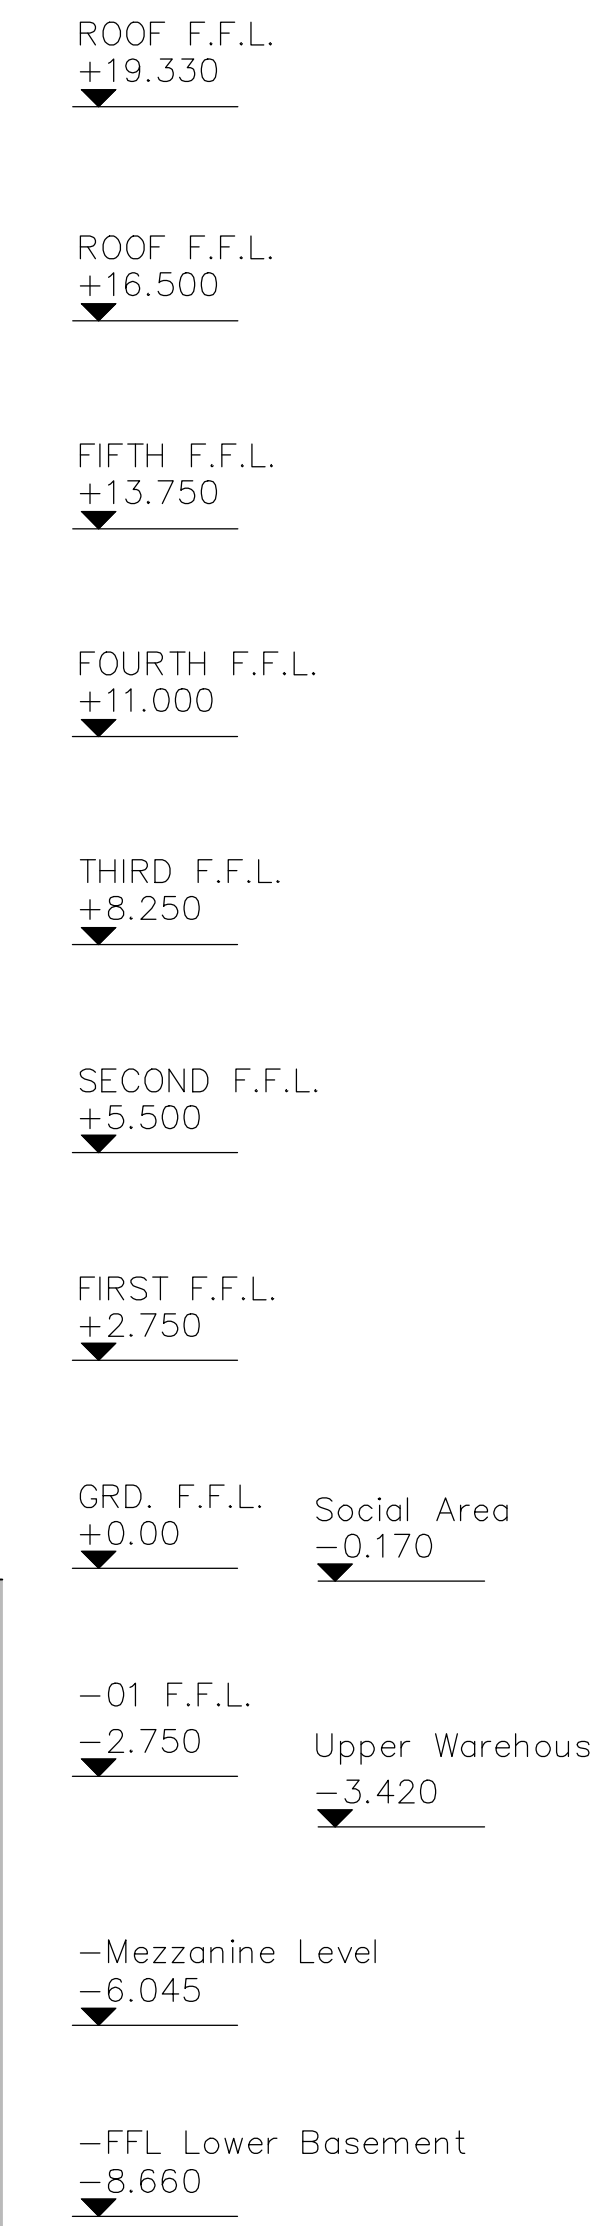 ROOF F.F.L.
+19.330
ROOF F.F.L.
+16.500
FIFTH F.F.L.
+13.750
FOURTH F.F.L.
+11.000
THIRD F.F.L.
+8.250
SECOND F.F.L.
+5.500
FIRST F.F.L.
+2.750
GRD. F.F.L.
+0.00
Social Area
-0.170
-01 F.F.L.
-2.750
Upper Warehous
-3.420
-Mezzanine Level
-6.045
-FFL Lower Basement
-8.660